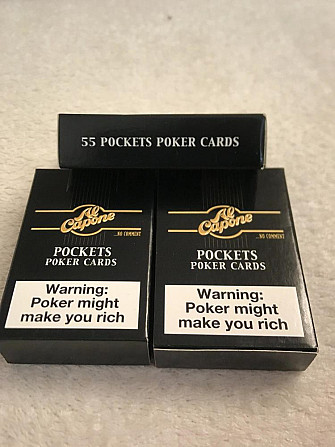 55 POCKETS POKER CARDS
Al
Capone
...NO COMMENT
POCKETS
POKER CARDS
Warning:
Poker might
make you rich
Al
Capone
...NO COMMENT
POCKETS
POKER CARDS
Warning:
Poker might
make you rich